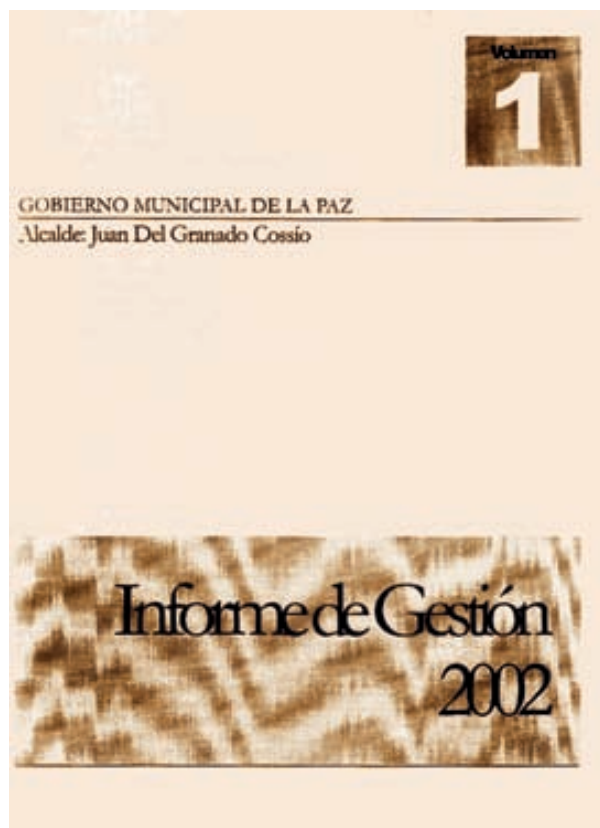 Volumen
1
GOBIERNO MUNICIPAL DE LA PAZ
Alcalde: Juan Del Granado Cossío
Informe de Gestión
2002